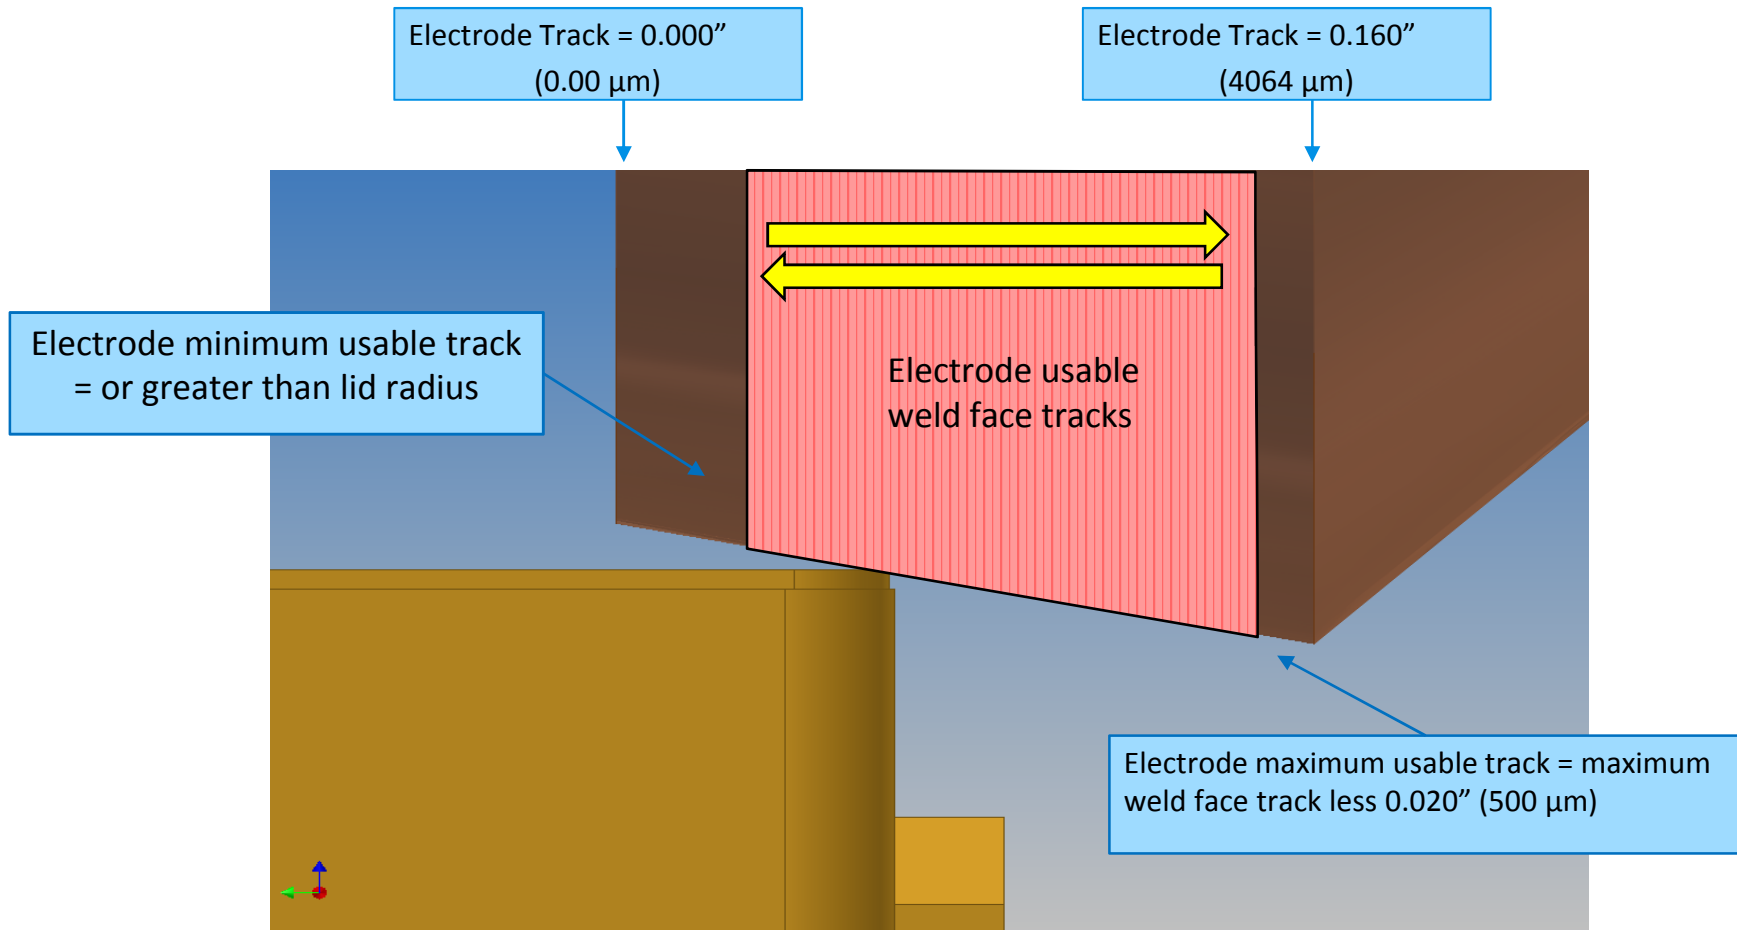 Electrode Track = 0.000”
(0.00 µm)
Electrode Track = 0.160”
(4064 µm)
Electrode minimum usable track
= or greater than lid radius
Electrode usable
weld face tracks
Electrode maximum usable track = maximum
weld face track less 0.020” (500 µm)